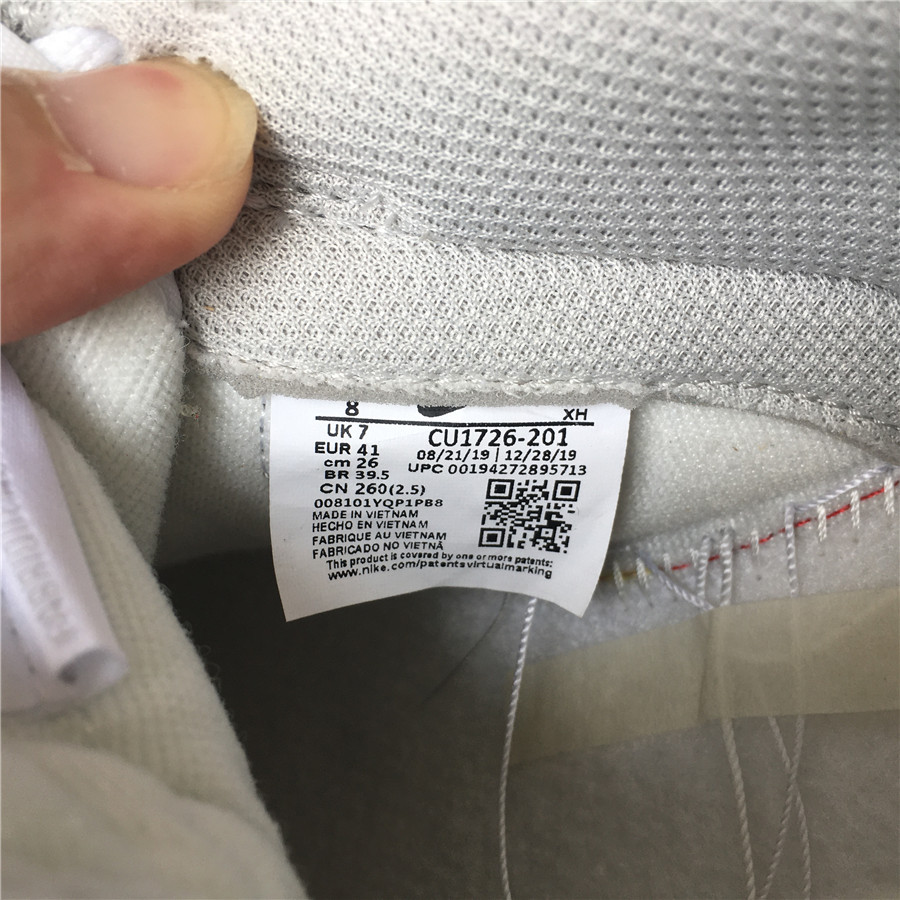 8 XH
UK 7 CU1726-201
EUR 41 08/21/19 | 12/28/19
cm 26 UPC 00194272895713
BR 39.5
CN 260(2.5)
008101YQP1PB8
MADE IN VIETNAM
HECHO EN VIETNAM
FABRIQUE AU VIETNAM
FABRICADO NO VIETNÃ
This product is covered by one or more patents:
www.nike.com/patentsvirtualmarking